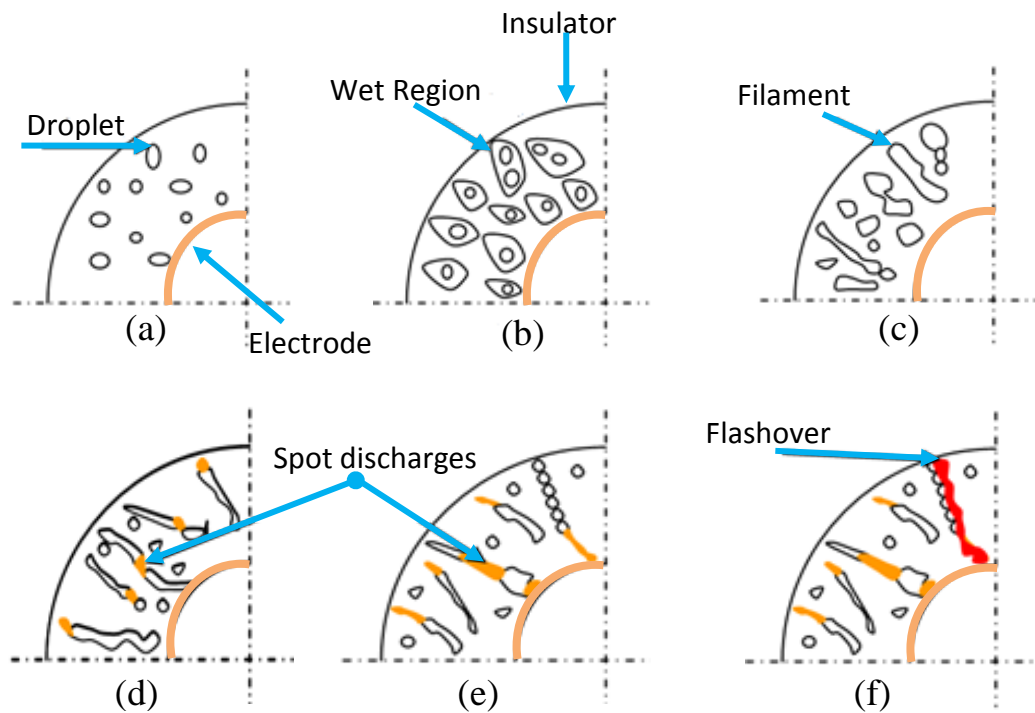 Insulator
Wet Region
Filament
Droplet
(a)
Electrode
(b)
(c)
Spot discharges
Flashover
(d)
(e)
(f)